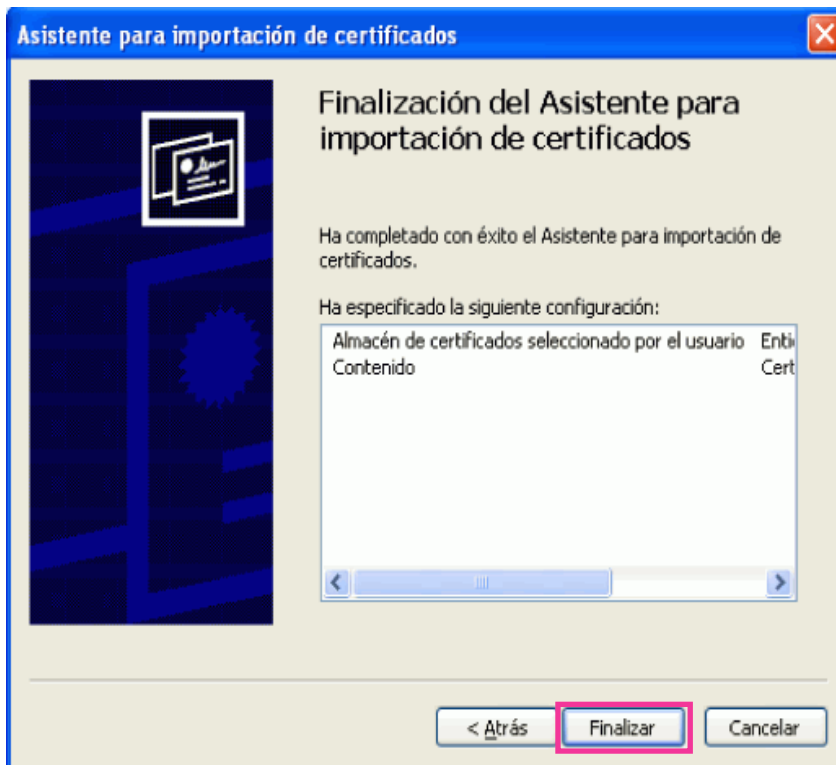 Asistente para importación de certificados
Finalización del Asistente para
importación de certificados
Ha completado con éxito el Asistente para importación de
certificados.
Ha especificado la siguiente configuración:
Almacén de certificados seleccionado por el usuario Enti
Contenido Cert
< Atrás Finalizar Cancelar